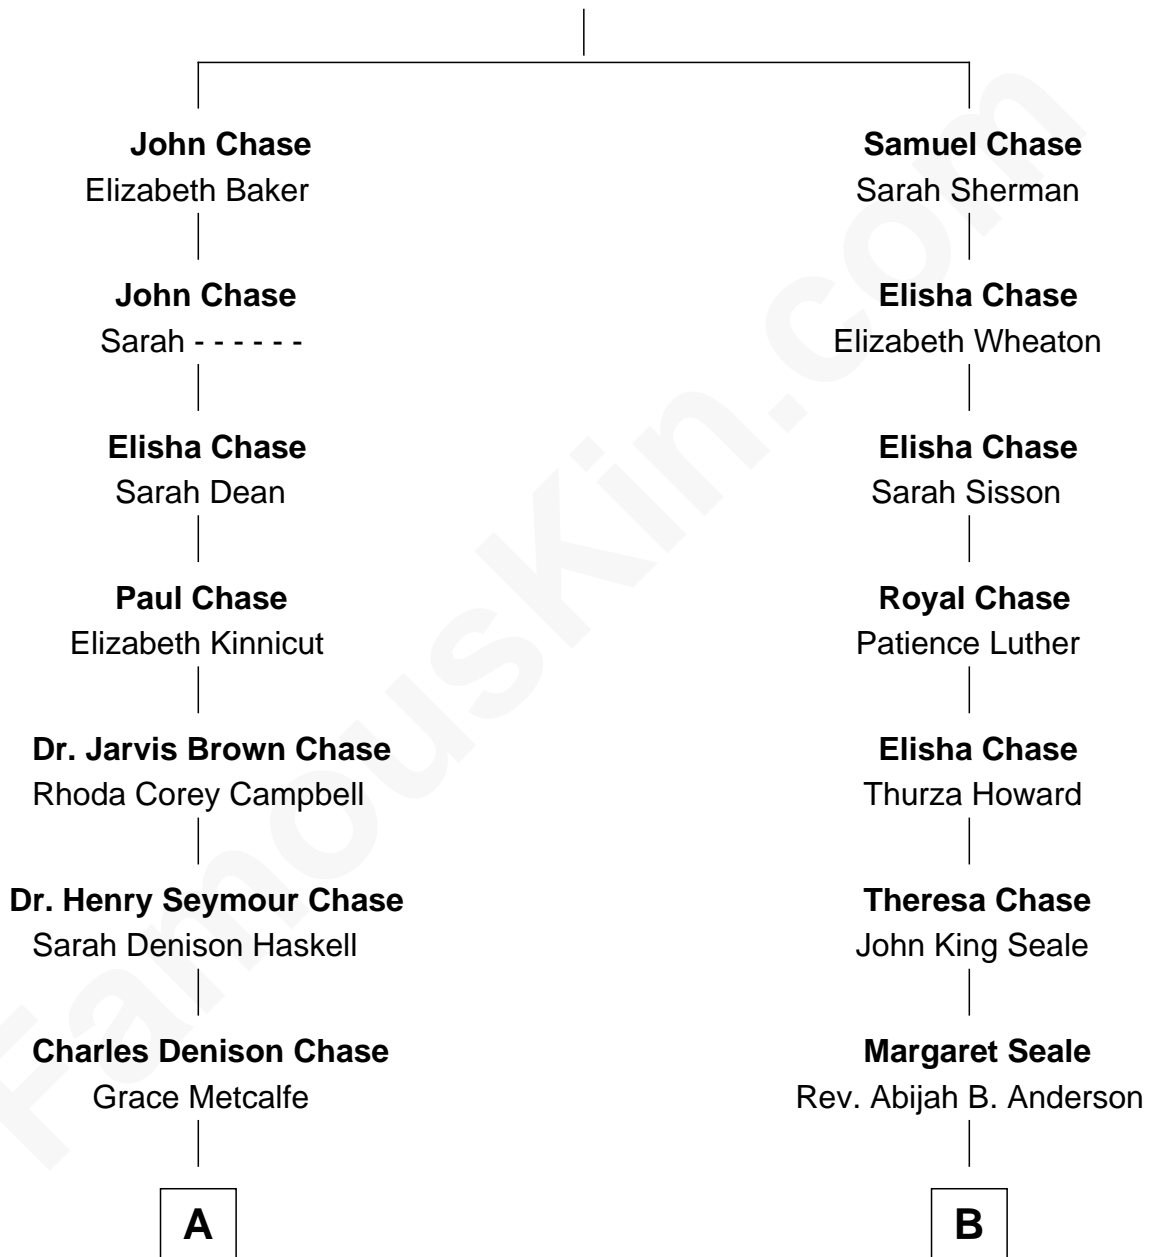 John Chase
Elizabeth Baker
John Chase
Sarah - - - - - -
Elisha Chase
Sarah Dean
Paul Chase
Elizabeth Kinnicut
Dr. Jarvis Brown Chase
Rhoda Corey Campbell
Dr. Henry Seymour Chase
Sarah Denison Haskell
Charles Denison Chase
Grace Metcalfe
A
Samuel Chase
Sarah Sherman
Elisha Chase
Elizabeth Wheaton
Elisha Chase
Sarah Sisson
Royal Chase
Patience Luther
Elisha Chase
Thurza Howard
Theresa Chase
John King Seale
Margaret Seale
Rev. Abijah B. Anderson
B
FamousKin.com